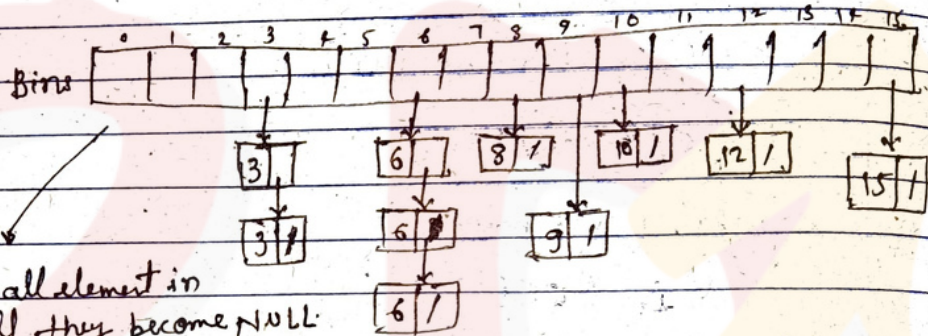 0 1 2 3 4 5 6 7 8 9 10 11 12 13 14 15
Bins
3 6 8 / 10 / 12 /
15 /
3 / 6 9 /
all element in
6 /
they become NULL.